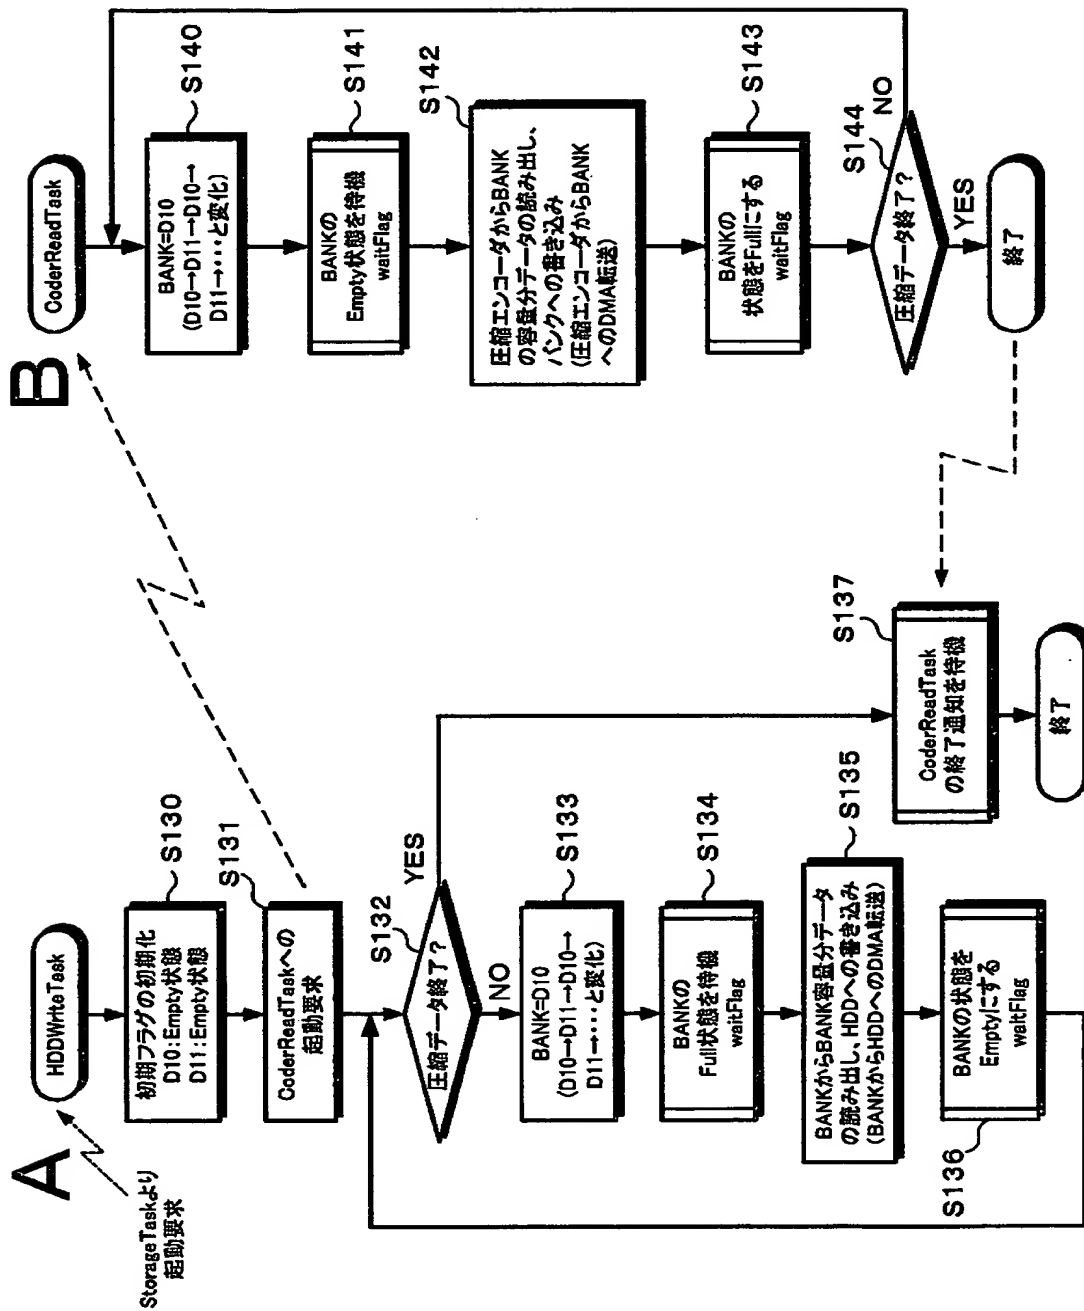 A
StorageTaskより
起動要求
HDDWriteTask
初期フラグの初期化
D10::Empty状態
D11::Empty状態
S130
CoderReadTaskへの
起動要求
S131
圧縮データ終了?
S132
YES
NO
BANK=D10
(D10→D11→D10→
D11→・・・と変化)
S133
BANKの
Full状態を待機
waitFlag
S134
BANKからBANK容量分データ
の読み出し、HDDへの書き込み
(BANKからHDDへのDMA転送)
S135
BANKの状態を
Emptyにする
waitFlag
S136
CoderReadTask
の終了通知を待機
S137
終了
B
CoderReadTask
BANK=D10
(D10→D11→D10→
D11→・・・と変化)
S140
BANKの
Empty状態を待機
waitFlag
S141
圧縮エンコーダからBANK
の容量分データの読み出し、
バンクへの書き込み
(圧縮エンコーダからBANK
へのDMA転送)
S142
BANKの
状態をFullにする
waitFlag
S143
圧縮データ終了?
S144
NO
YES
終了